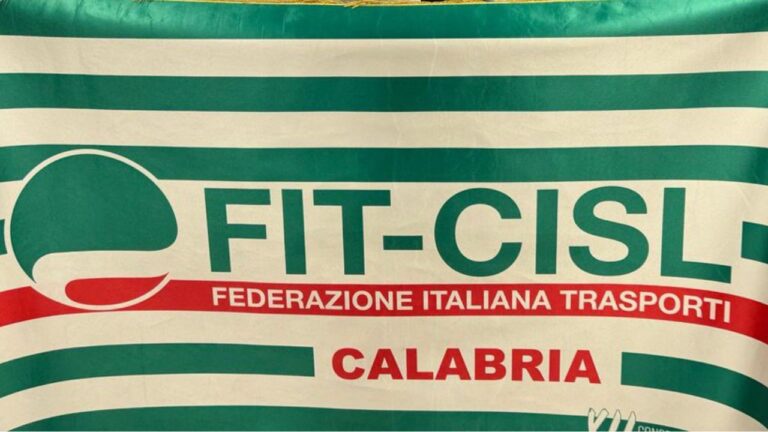 FIT-CISL
FEDERAZIONE ITALIANA TRASPORTI
CALABRIA